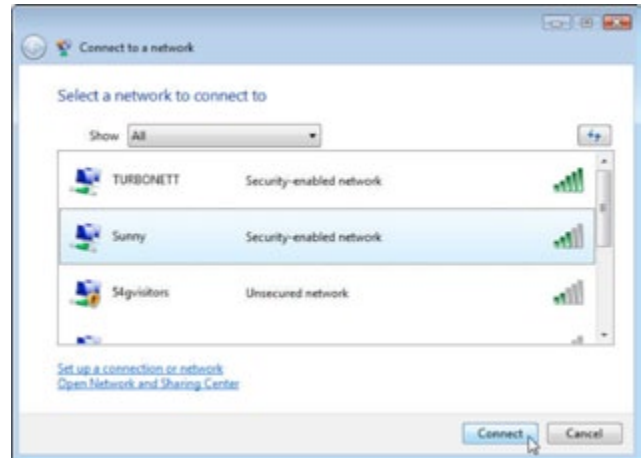 Connect to a network
Select a network to connect to
Show All
TURBONETT Security-enabled network
Sunny Security-enabled network
54gvisitors Unsecured network
Set up a connection or network
Open Network and Sharing Center
Connect Cancel